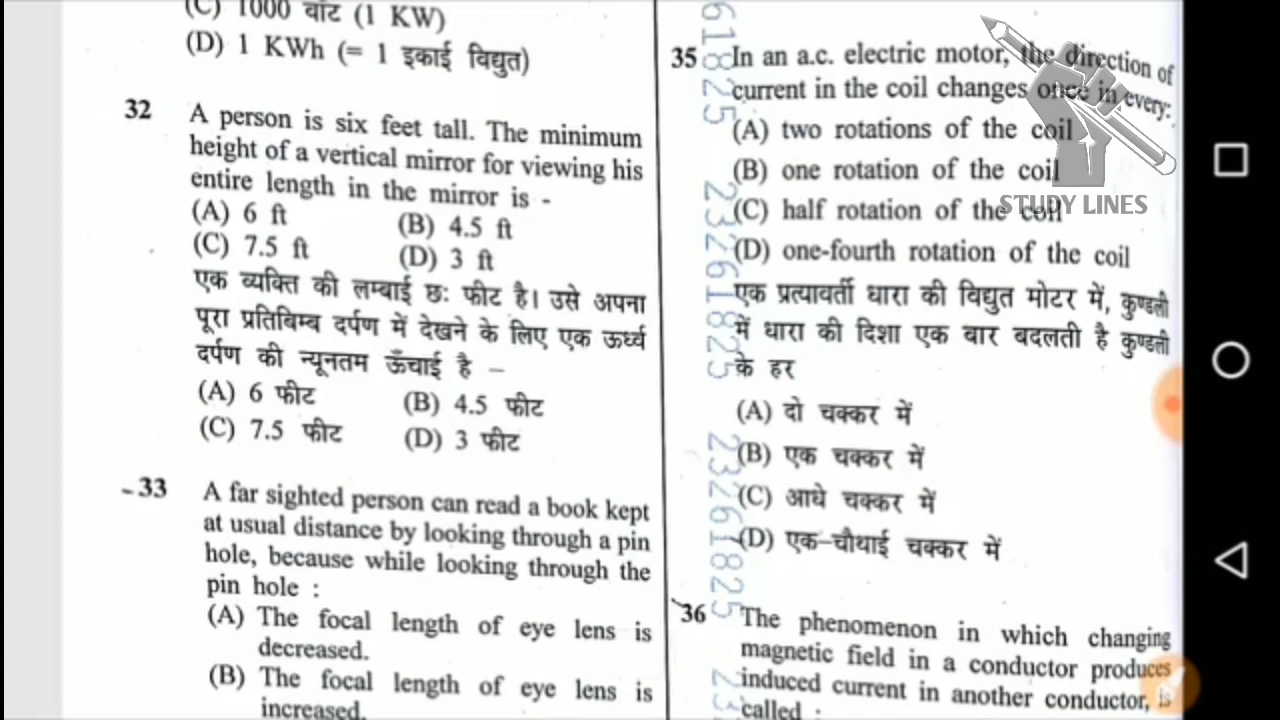 (C) 1000 वॉट (1 KW)
(D) 1 KWh (= 1 इकाई विद्युत)
32 A person is six feet tall. The minimum
height of a vertical mirror for viewing his
entire length in the mirror is -
(A) 6 ft (B) 4.5 ft
(C) 7.5 ft (D) 3 ft
एक व्यक्ति की लम्बाई छः फीट है। उसे अपना
पूरा प्रतिबिम्ब दर्पण में देखने के लिए एक ऊर्ध्व
दर्पण की न्यूनतम ऊँचाई है –
(A) 6 फीट (B) 4.5 फीट
(C) 7.5 फीट (D) 3 फीट
33 A far sighted person can read a book kept
at usual distance by looking through a pin
hole, because while looking through the
pin hole :
(A) The focal length of eye lens is
decreased.
(B) The focal length of eye lens is
increased.
35 In an a.c. electric motor, the direction of
current in the coil changes once in every:
(A) two rotations of the coil
(B) one rotation of the coil
(C) half rotation of the coil
(D) one-fourth rotation of the coil
एक प्रत्यावर्ती धारा की विद्युत मोटर में, कुण्डली
में धारा की दिशा एक बार बदलती है कुण्डली
के हर
(A) दो चक्कर में
(B) एक चक्कर में
(C) आधे चक्कर में
(D) एक–चौथाई चक्कर में
36 The phenomenon in which changing
magnetic field in a conductor produces
induced current in another conductor, is
called :
61825 23261825 23261825
STUDY LINES